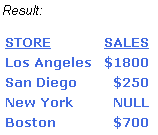 Result:
STORE SALES
Los Angeles $1800
San Diego $250
New York NULL
Boston $700